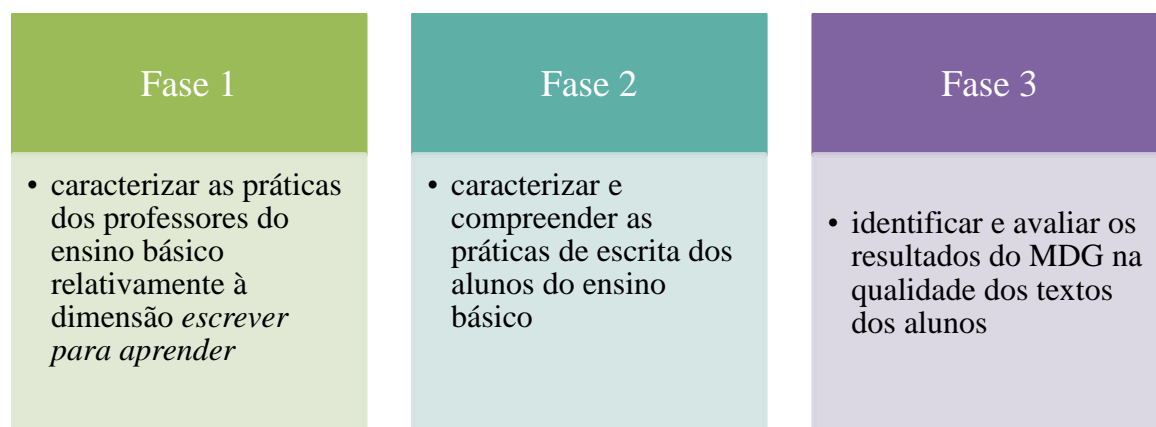 Fase 1
• caracterizar as práticas
dos professores do
ensino básico
relativamente à
dimensão escrever
para aprender
Fase 2
• caracterizar e
compreender as
práticas de escrita dos
alunos do ensino
básico
Fase 3
• identificar e avaliar os
resultados do MDG na
qualidade dos textos
dos alunos